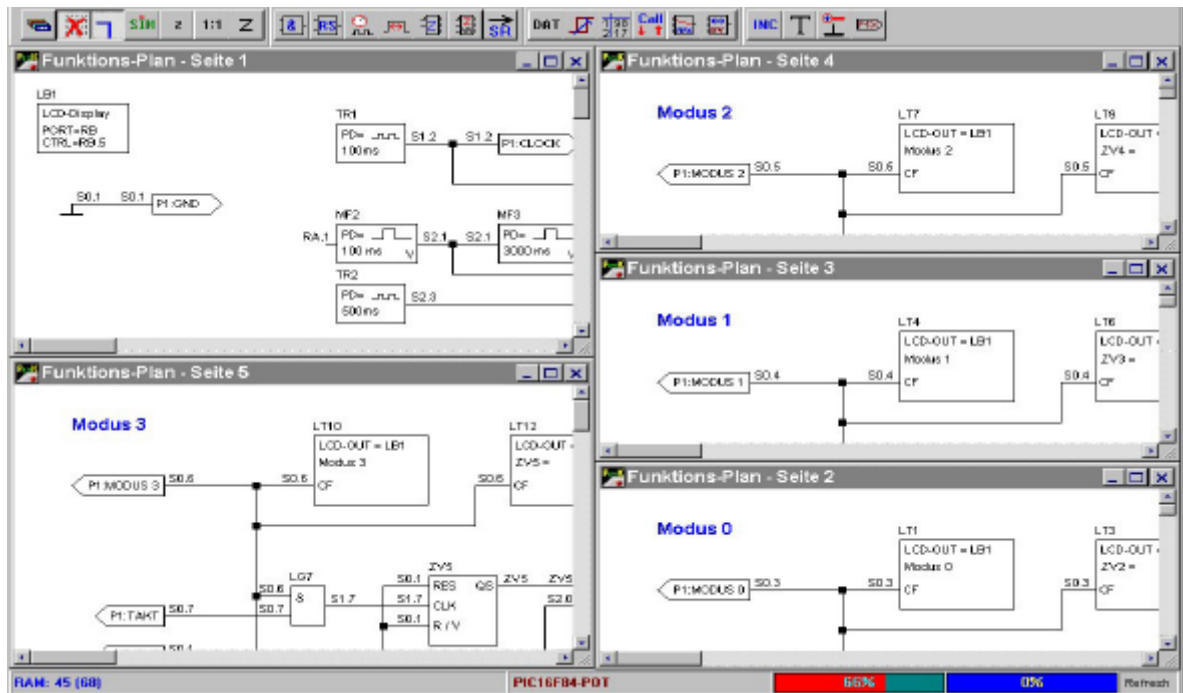 SIM z 1:1 Z & RS SA DAT Call INC T
Funktions-Plan - Seite 1
LB1
LCD-Display
PORT=RB
CTRL=RB.5
S0.1 S0.1 P1:GND
TR1
PD=
100ms
S1.2 S1.2 P1:CLOCK
MF2
RA.1 PD=
100 ms V
S2.1 S2.1
MF3
PD=
3000ms
TR2
PD=
500ms
S2.3
Funktions-Plan - Seite 5
Modus 3
P1:MODUS 3 S0.6
LT10
LCD-OUT = LB1
Modus 3
S0.6 CF
LT12
LCD-OUT
ZV5 =
S0.6 CF
P1:TAKT S0.7
LG7
S0.6 &
S0.7
S1.7
ZV5
S0.1 RES QS ZV5 ZV5
S1.7 CLK S2.0
S0.1 R / V
Funktions-Plan - Seite 4
Modus 2
P1:MODUS 2 S0.5
LT7
LCD-OUT = LB1
Modus 2
S0.5 CF
LCD-OUT =
ZV4 =
S0.5 CF
Funktions-Plan - Seite 3
Modus 1
P1:MODUS 1 S0.4
LT4
LCD-OUT = LB1
Modus 1
S0.4 CF
LT6
LCD-OUT
ZV3 =
S0.4 CF
Funktions-Plan - Seite 2
Modus 0
P1:MODUS 0 S0.3
LT1
LCD-OUT = LB1
Modus 0
S0.3 CF
LT3
LCD-OUT
ZV2 =
S0.3 CF
RAM: 45 (68)
PIC16F84-POT
66%
0%
Refresh